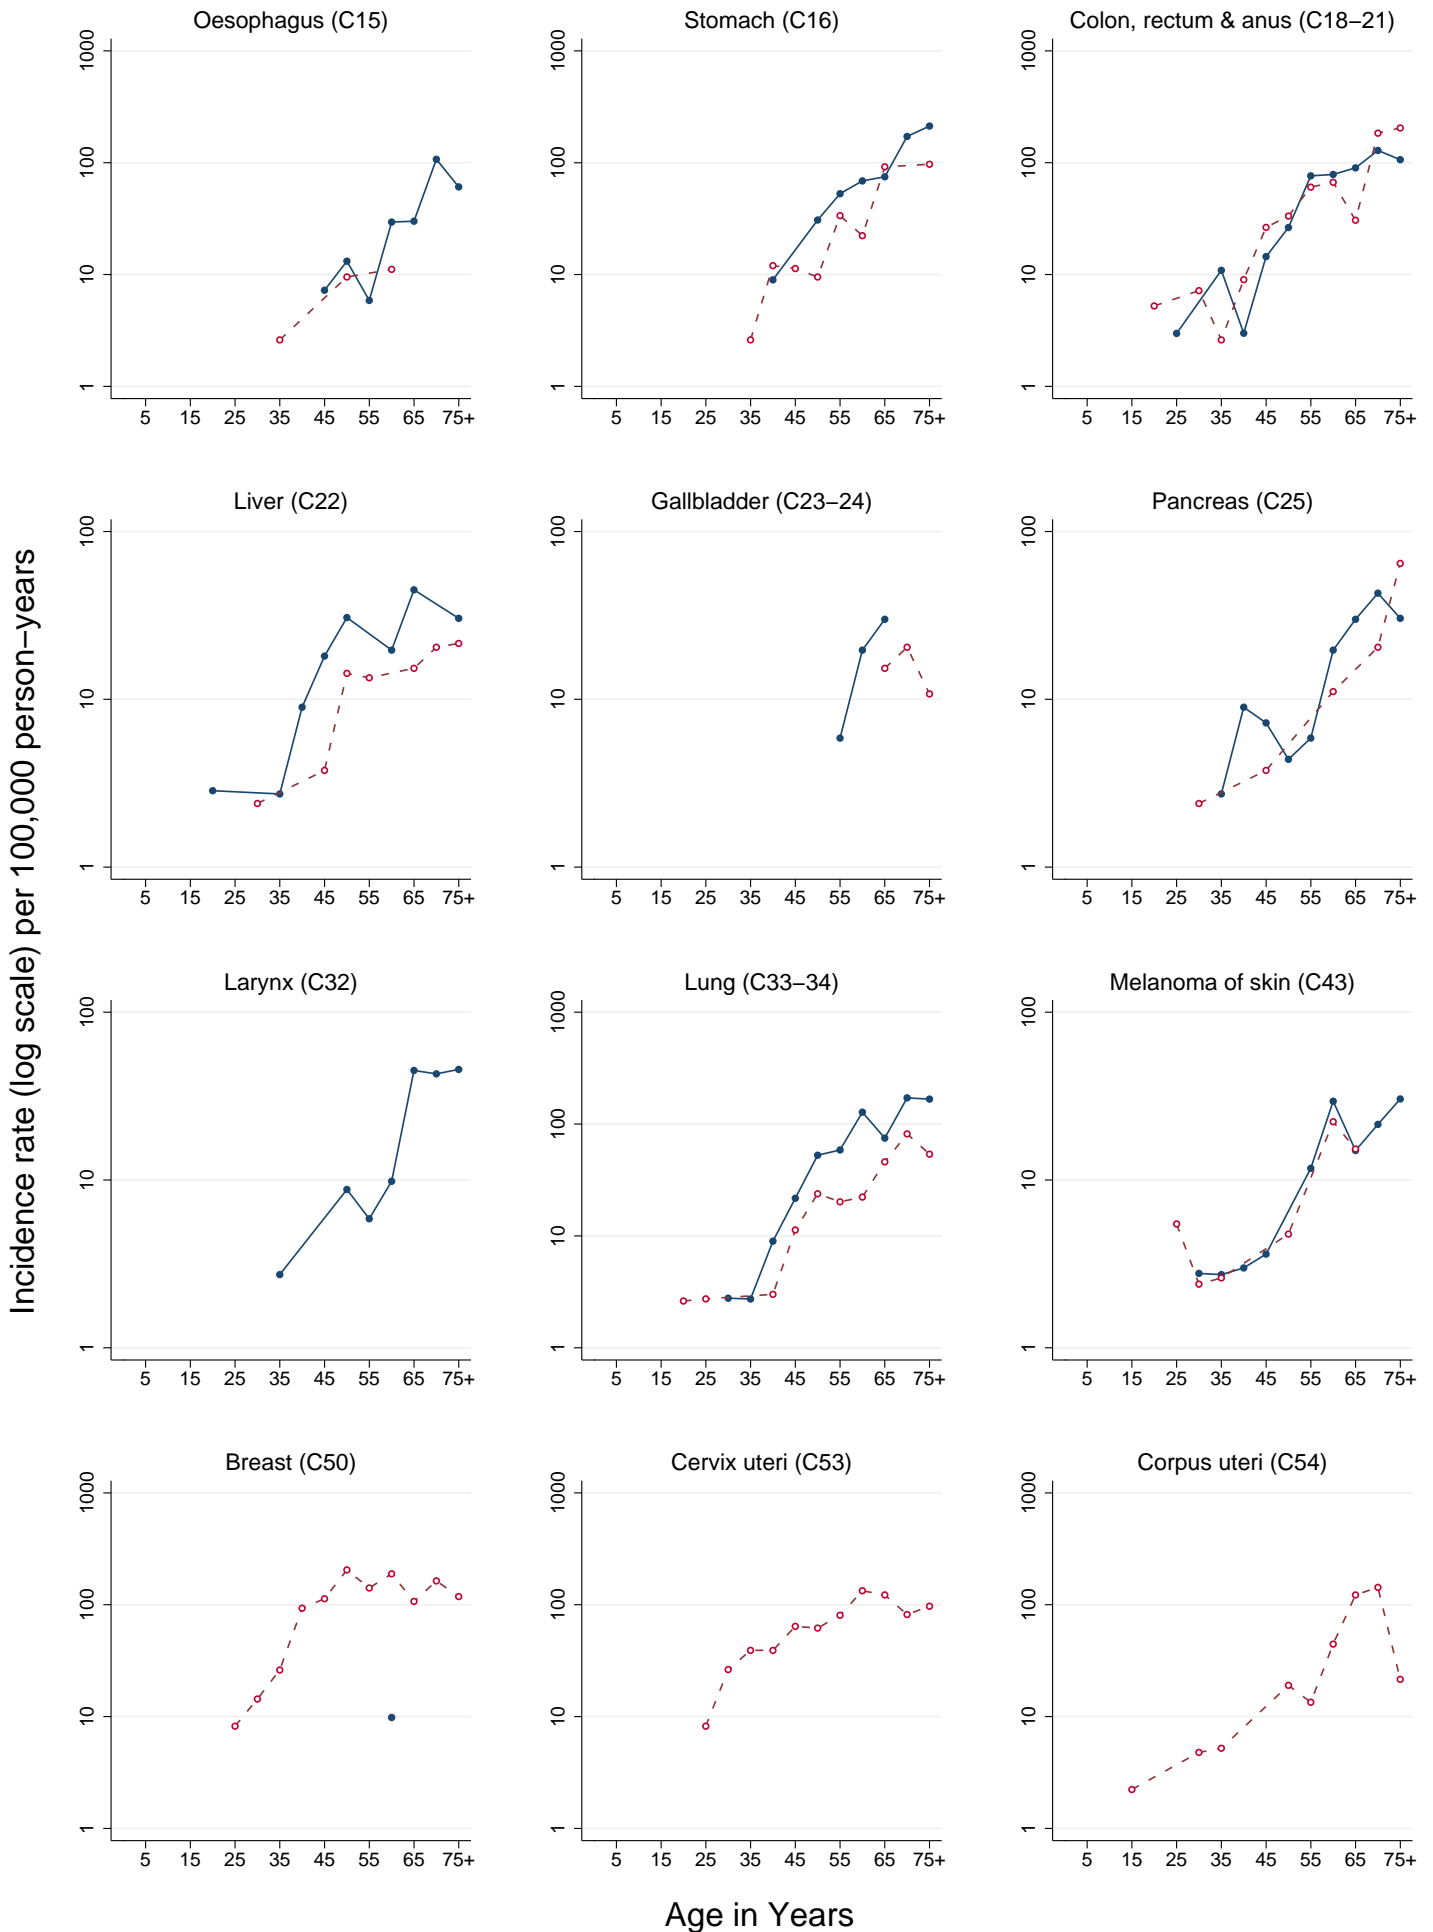 Incidence rate (log scale) per 100,000 person−years
Oesophagus (C15)
1000
100
10
1
5 15 25 35 45 55 65 75+
Stomach (C16)
1000
100
10
1
5 15 25 35 45 55 65 75+
Colon, rectum & anus (C18−21)
1000
100
10
1
5 15 25 35 45 55 65 75+
Liver (C22)
100
10
1
5 15 25 35 45 55 65 75+
Gallbladder (C23−24)
100
10
1
5 15 25 35 45 55 65 75+
Pancreas (C25)
100
10
1
5 15 25 35 45 55 65 75+
Larynx (C32)
100
10
1
5 15 25 35 45 55 65 75+
Lung (C33−34)
1000
100
10
1
5 15 25 35 45 55 65 75+
Melanoma of skin (C43)
100
10
1
5 15 25 35 45 55 65 75+
Breast (C50)
1000
100
10
1
5 15 25 35 45 55 65 75+
Cervix uteri (C53)
1000
100
10
1
5 15 25 35 45 55 65 75+
Corpus uteri (C54)
1000
100
10
1
5 15 25 35 45 55 65 75+
Age in Years